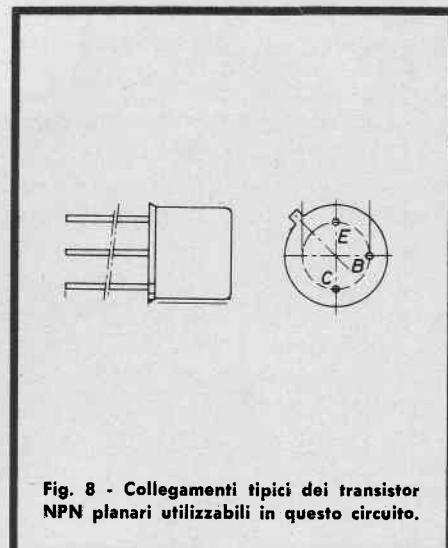 E
B
C
Fig. 8 - Collegamenti tipici dei transistor
NPN planari utilizzabili in questo circuito.